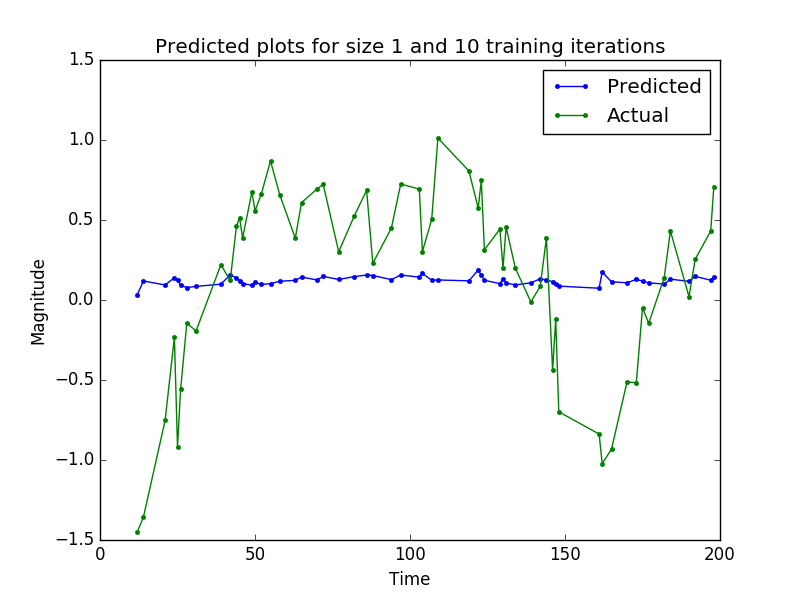 Predicted plots for size 1 and 10 training iterations
Predicted
Actual
1.5
1.0
0.5
0.0
−0.5
−1.0
−1.5
Magnitude
0
50
100
150
200
Time